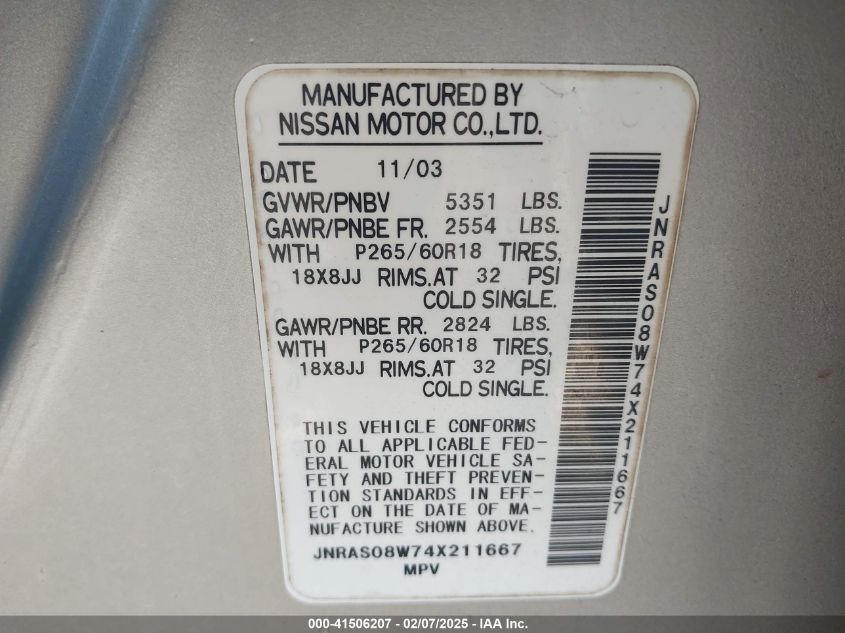 MANUFACTURED BY
NISSAN MOTOR CO.,LTD.
DATE 11/03
GVWR/PNBV 5351 LBS.
GAWR/PNBE FR. 2554 LBS.
WITH P265/60R18 TIRES,
18X8JJ RIMS.AT 32 PSI
COLD SINGLE.
GAWR/PNBE RR. 2824 LBS.
WITH P265/60R18 TIRES,
18X8JJ RIMS.AT 32 PSI
COLD SINGLE.
THIS VEHICLE CONFORMS
TO ALL APPLICABLE FED-
ERAL MOTOR VEHICLE SA-
FETY AND THEFT PREVEN-
TION STANDARDS IN EFF-
ECT ON THE DATE OF MA-
NUFACTURE SHOWN ABOVE.
JNRAS08W74X211667
MPV
JNRAS08W74X211667
000-41506207 - 02/07/2025 - IAA Inc.